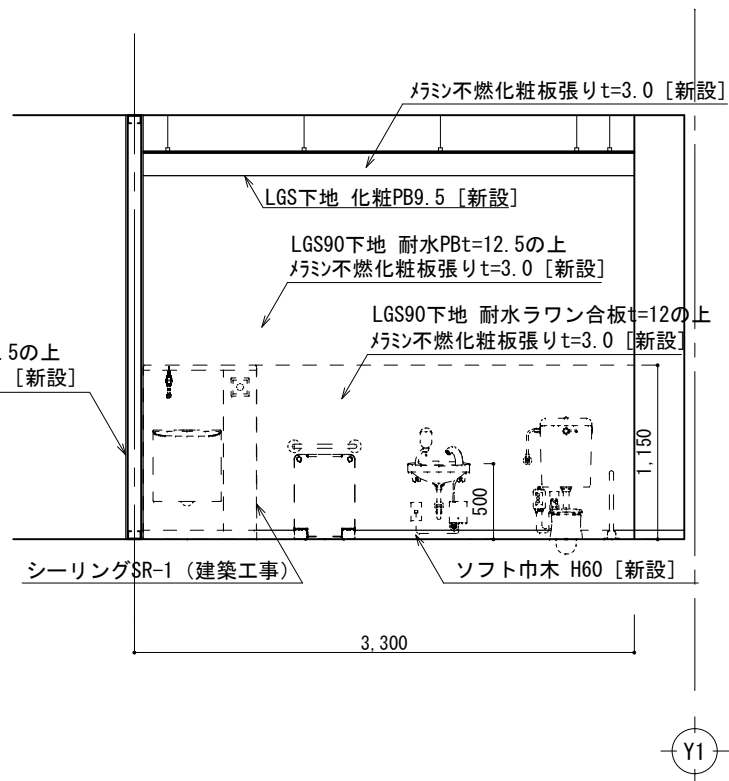 ﾒﾗﾐﾝ不燃化粧板張りt=3.0 [新設]
LGS下地 化粧PB9.5 [新設]
LGS90下地 耐水PBt=12.5の上
ﾒﾗﾐﾝ不燃化粧板張りt=3.0 [新設]
LGS90下地 耐水ラワン合板t=12の上
ﾒﾗﾐﾝ不燃化粧板張りt=3.0 [新設]
.5の上
[新設]
1,150
500
シーリングSR-1（建築工事）
ソフト巾木 H60 [新設]
3,300
Y1